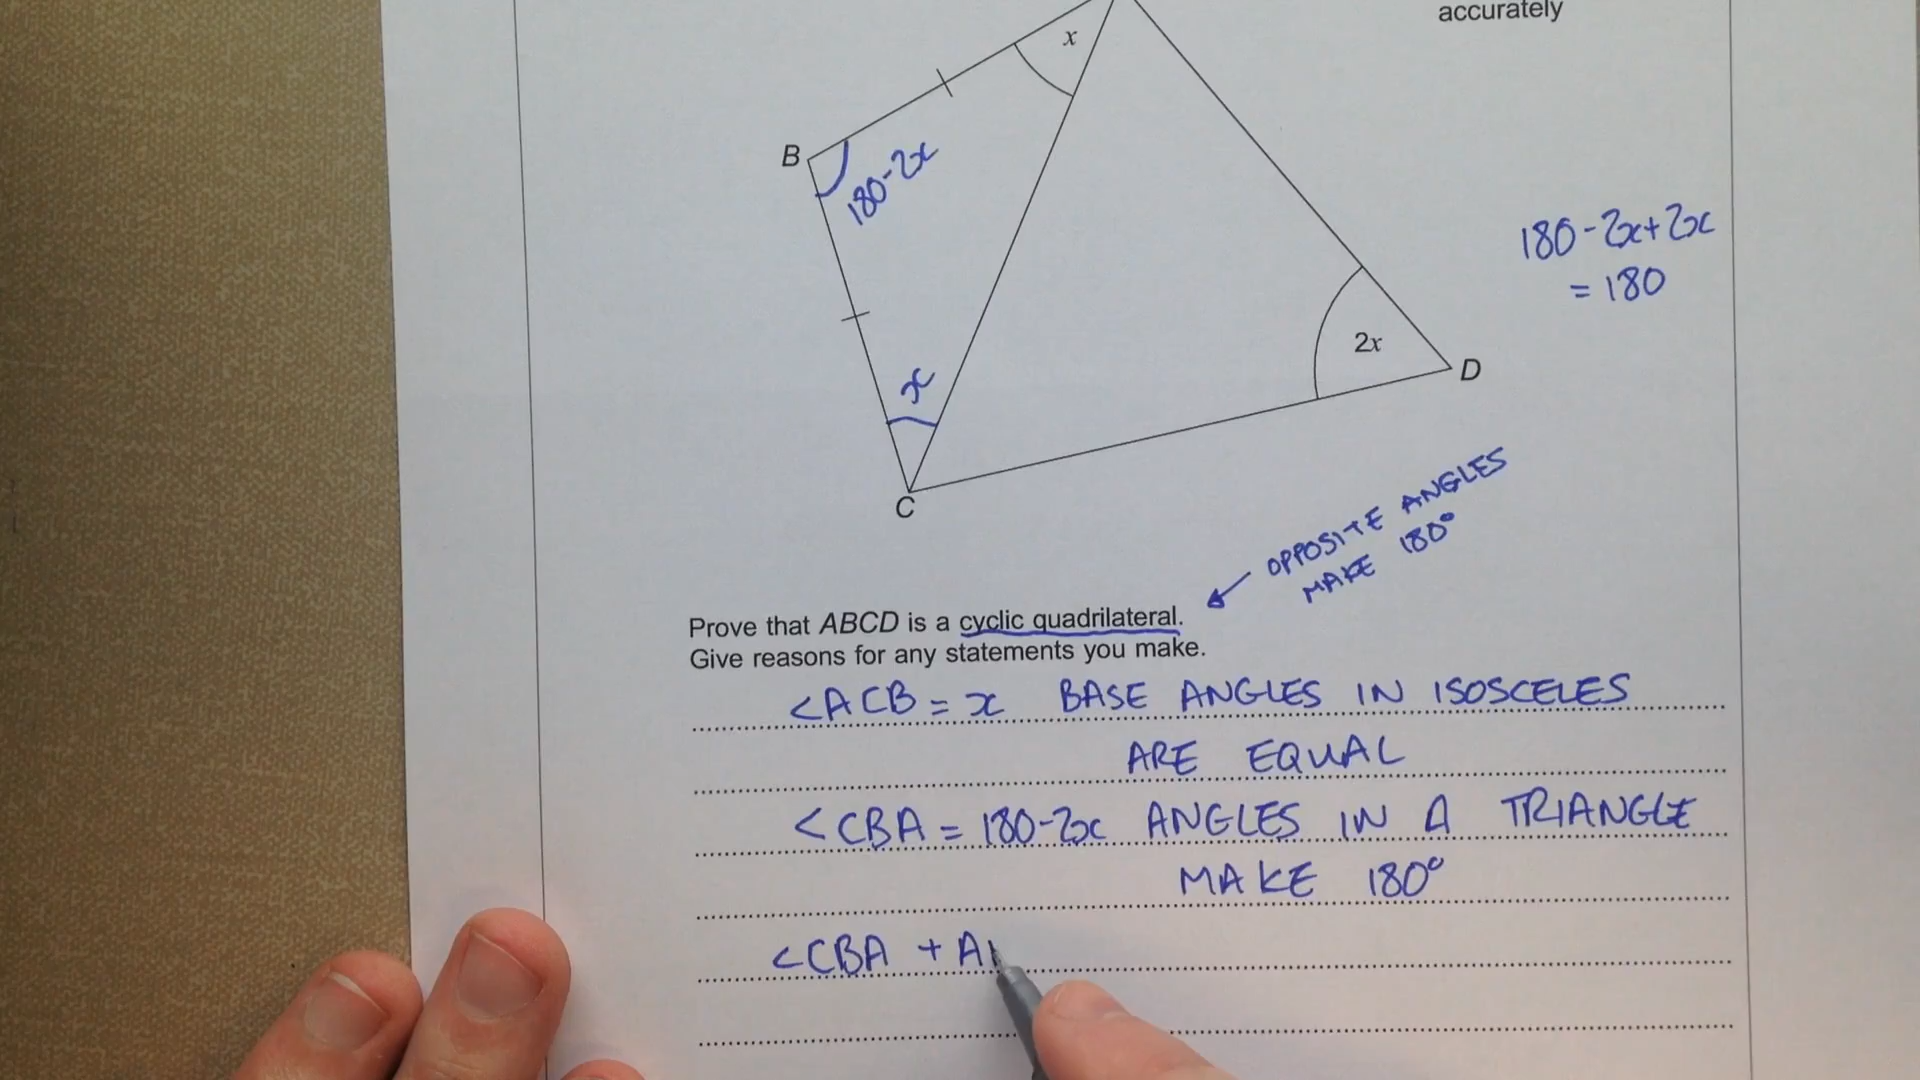 accurately
x
B
180-2x
180-2x+2x
= 180
2x
D
x
C
OPPOSITE ANGLES
MAKE 180°
Prove that ABCD is a cyclic quadrilateral.
Give reasons for any statements you make.
<ACB = x BASE ANGLES IN ISOSCELES
ARE EQUAL
<CBA = 180-2x ANGLES IN A TRIANGLE
MAKE 180°
<CBA + A